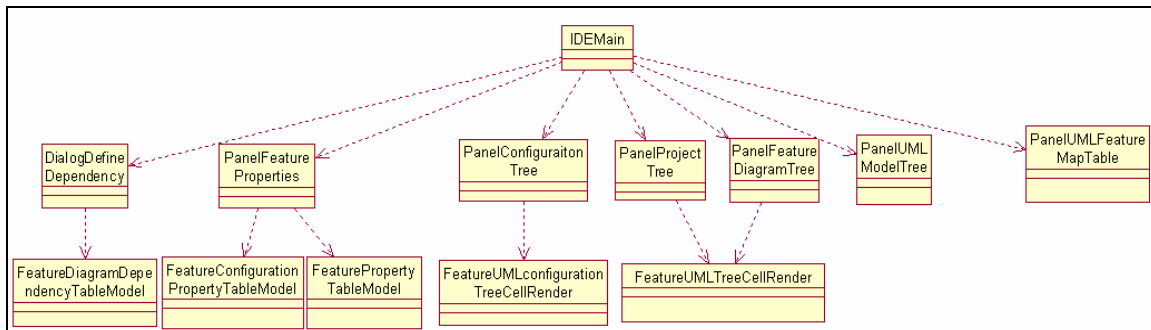 IDEMain
DialogDefine
Dependency
PanelFeature
Properties
PanelConfiguraiton
Tree
PanelProject
Tree
PanelFeature
DiagramTree
PanelUML
ModelTree
PanelUMLFeature
MapTable
FeatureDiagramDepe
ndencyTableModel
FeatureConfiguration
PropertyTableModel
FeatureProperty
TableModel
FeatureUMLconfiguration
TreeCellRender
FeatureUMLTreeCellRender